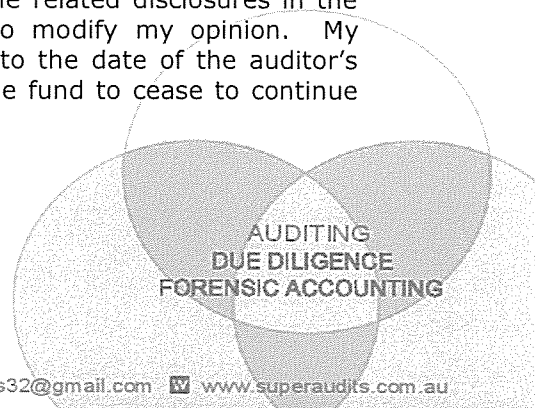 e related disclosures in the
o modify my opinion. My
to the date of the auditor's
e fund to cease to continue
AUDITING
DUE DILIGENCE
FORENSIC ACCOUNTING
s32@gmail.com W www.superaudits.com.au